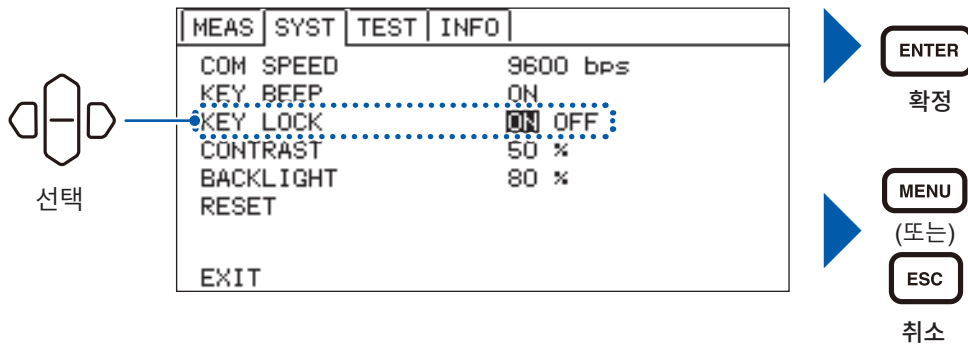 MEAS SYST TEST INFO
COM SPEED 9600 bps
KEY BEEP ON
KEY LOCK ON OFF
CONTRAST 50 %
BACKLIGHT 80 %
RESET
EXIT
선택
ENTER
확정
MENU
(또는)
ESC
취소